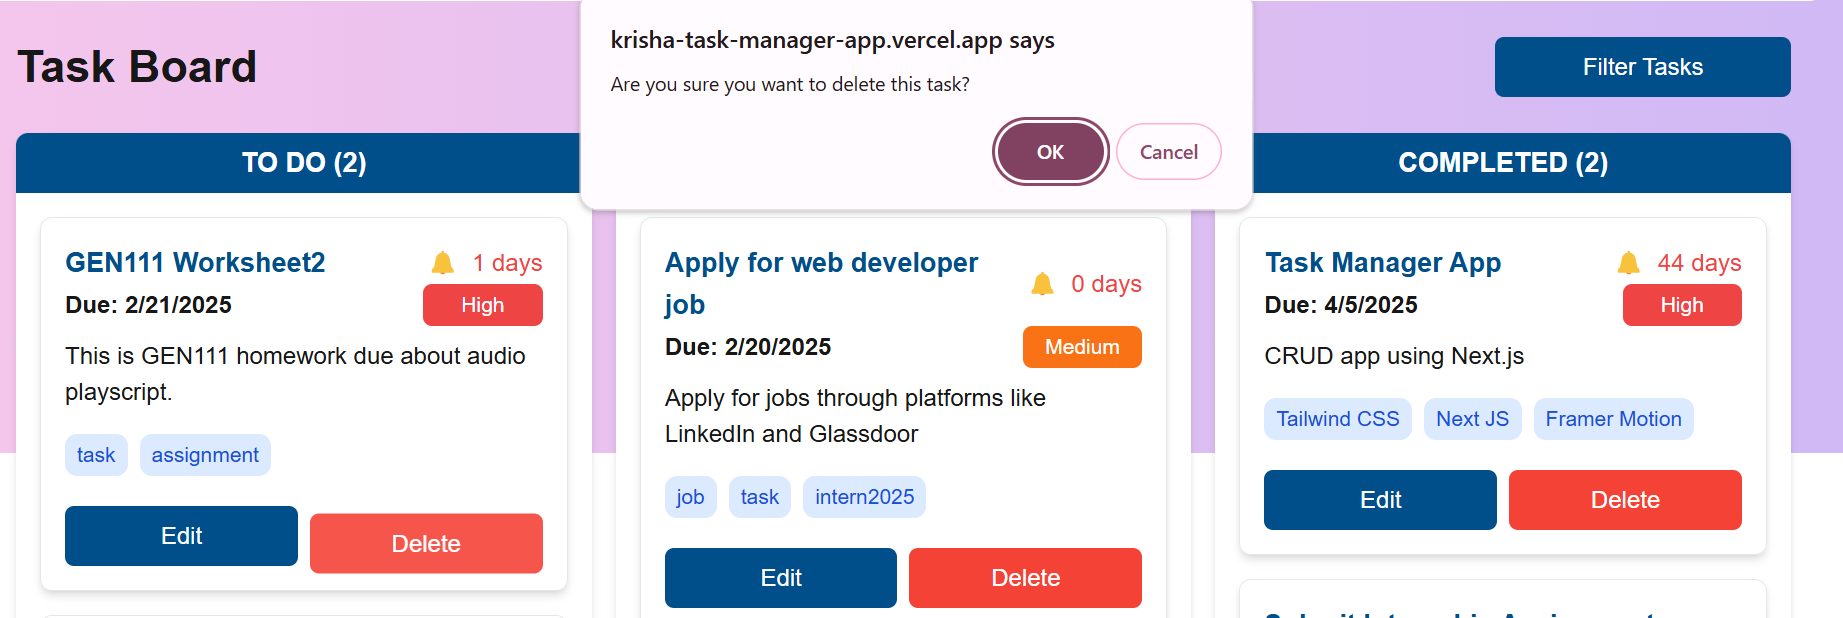 Task Board
krisha-task-manager-app.vercel.app says
Are you sure you want to delete this task?
OK
Cancel
Filter Tasks
TO DO (2)
GEN111 Worksheet2
1 days
Due: 2/21/2025
High
This is GEN111 homework due about audio
playscript.
task
assignment
Edit
Delete
Apply for web developer
job
0 days
Due: 2/20/2025
Medium
Apply for jobs through platforms like
LinkedIn and Glassdoor
job
task
intern2025
Edit
Delete
COMPLETED (2)
Task Manager App
44 days
Due: 4/5/2025
High
CRUD app using Next.js
Tailwind CSS
Next JS
Framer Motion
Edit
Delete